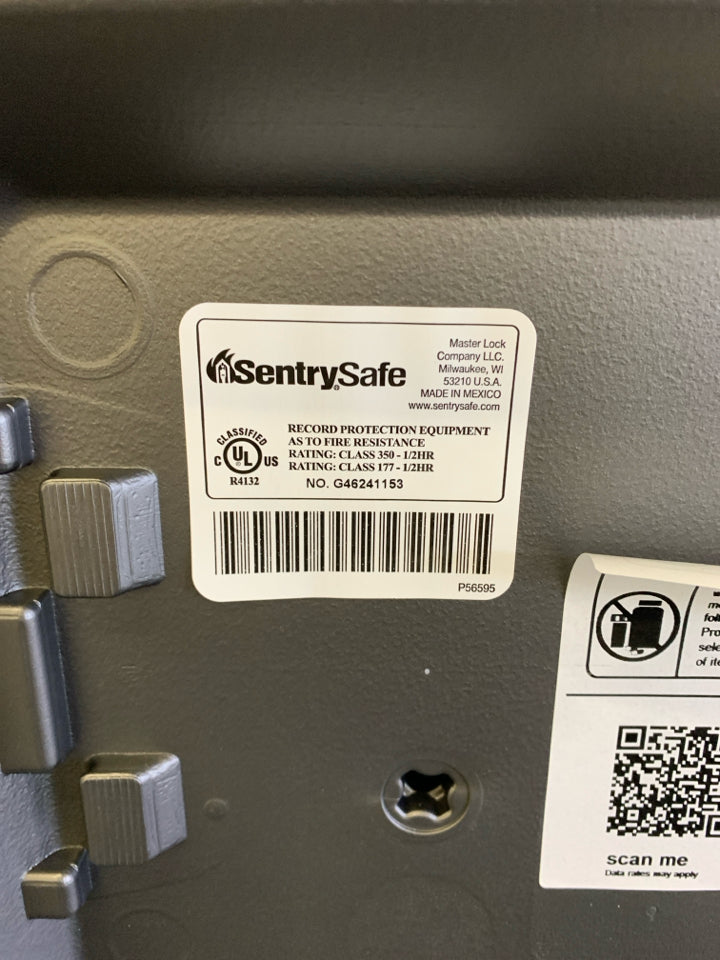 SentrySafe
Master Lock
Company LLC.
Milwaukee, WI
53210 U.S.A.
MADE IN MEXICO
www.sentrysafe.com
CLASSIFIED
C UL US
®
R4132
RECORD PROTECTION EQUIPMENT
AS TO FIRE RESISTANCE
RATING: CLASS 350 - 1/2HR
RATING: CLASS 177 - 1/2HR
NO. G46241153
P56595
scan me
Data rates may apply